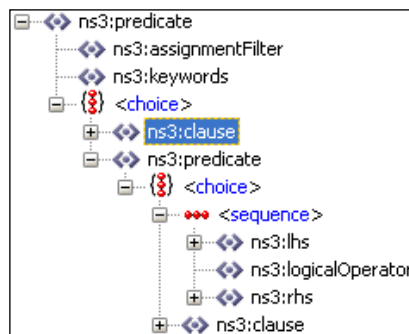 ns3:predicate
ns3:assignmentFilter
ns3:keywords
<choice>
ns3:clause
ns3:predicate
<choice>
<sequence>
ns3:lhs
ns3:logicalOperator
ns3:rhs
ns3:clause